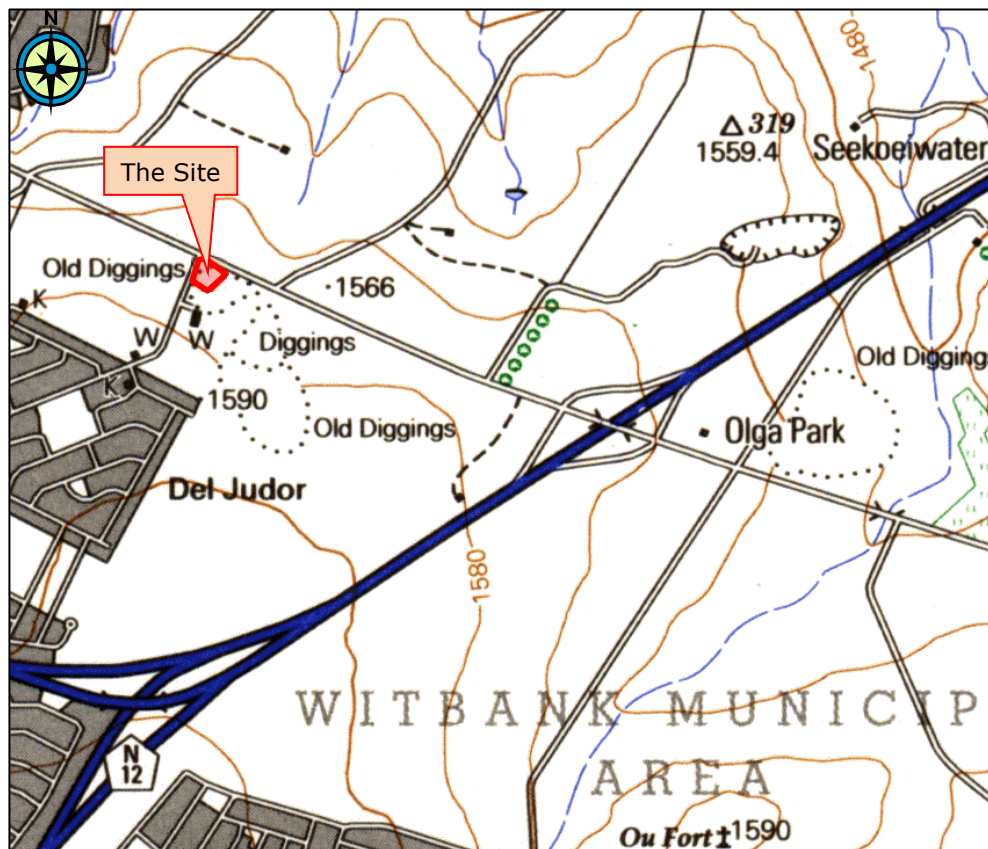 N
1480
319
1559.4
Seekoeiwater
The Site
Old Diggings
1566
K
W
W
Diggings
Old Diggings
K
1590
Old Diggings
Olga Park
Del Judor
1580
WITBANK MUNICIP
AREA
N
12
Ou Fort 1590